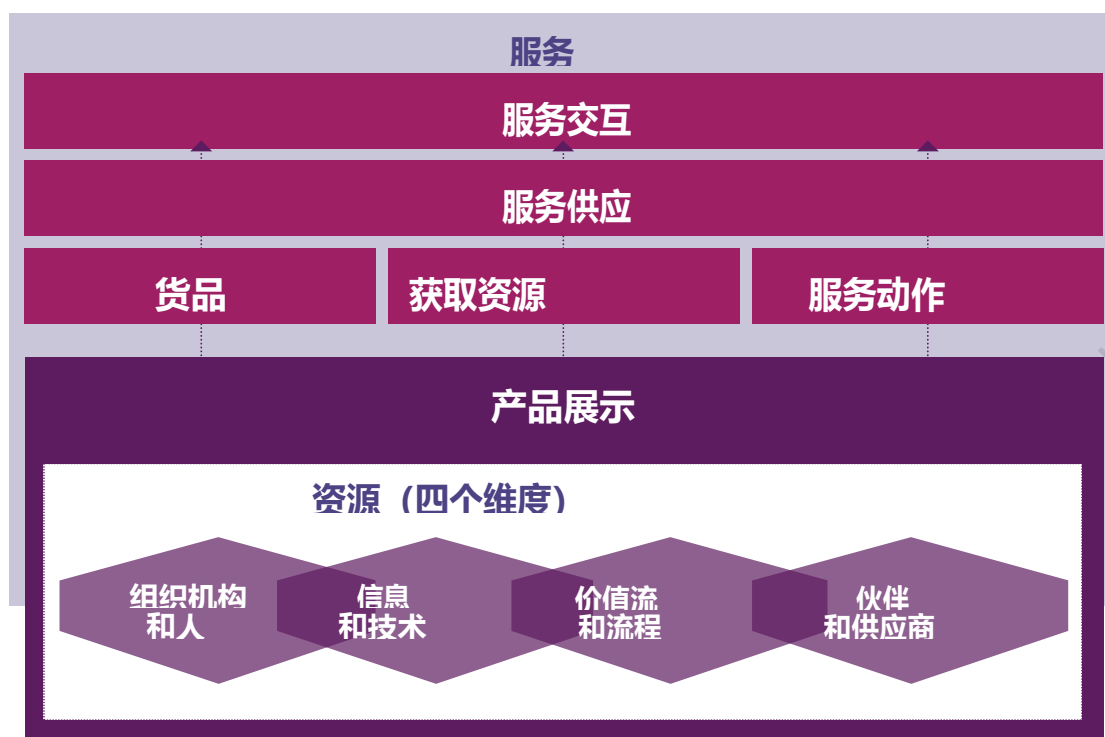 服务
服务交互
服务供应
货品
获取资源
服务动作
产品展示
资源（四个维度）
组织机构
和人
信息
和技术
价值流
和流程
伙伴
和供应商